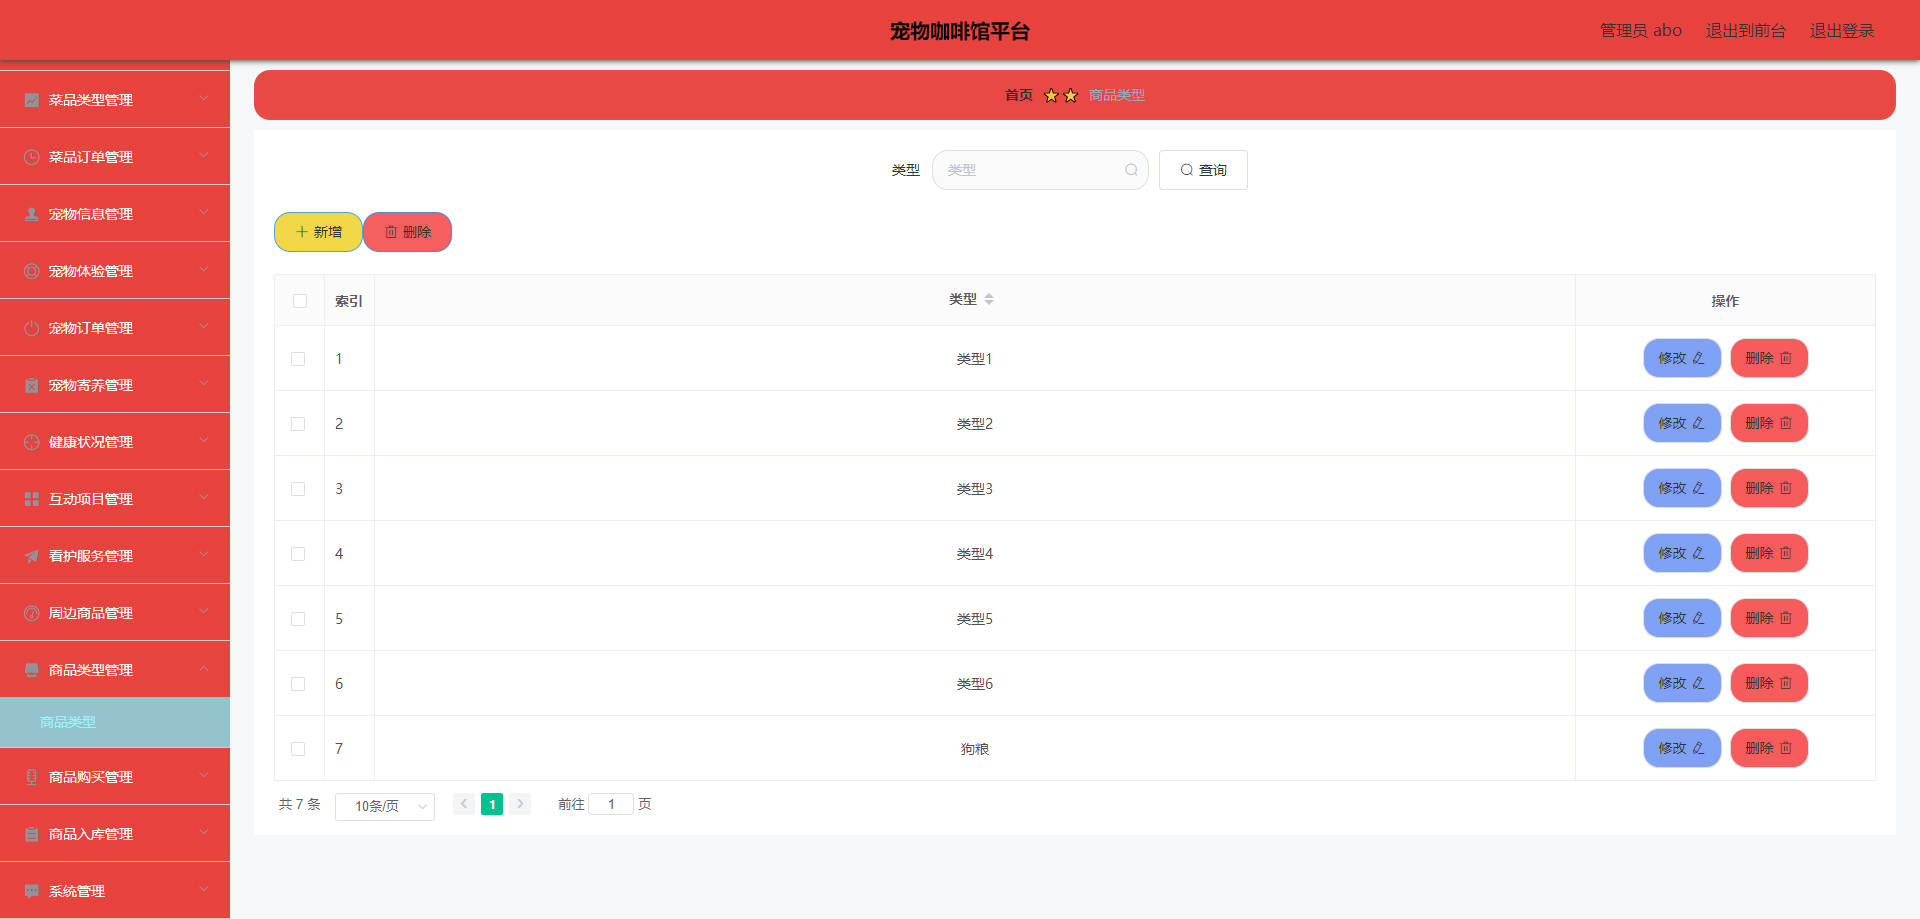 宠物咖啡馆平台
管理员 abo 退出到前台 退出登录
菜品类型管理
菜品订单管理
宠物信息管理
宠物体验管理
宠物订单管理
宠物寄养管理
健康状况管理
互动项目管理
看护服务管理
周边商品管理
商品类型管理
商品类型
商品购买管理
商品入库管理
系统管理
首页 商品类型
类型 类型 查询
新增 删除
索引 类型 操作
1 类型1 修改 删除
2 类型2 修改 删除
3 类型3 修改 删除
4 类型4 修改 删除
5 类型5 修改 删除
6 类型6 修改 删除
7 狗粮 修改 删除
共 7 条 10条/页 1 前往 1 页